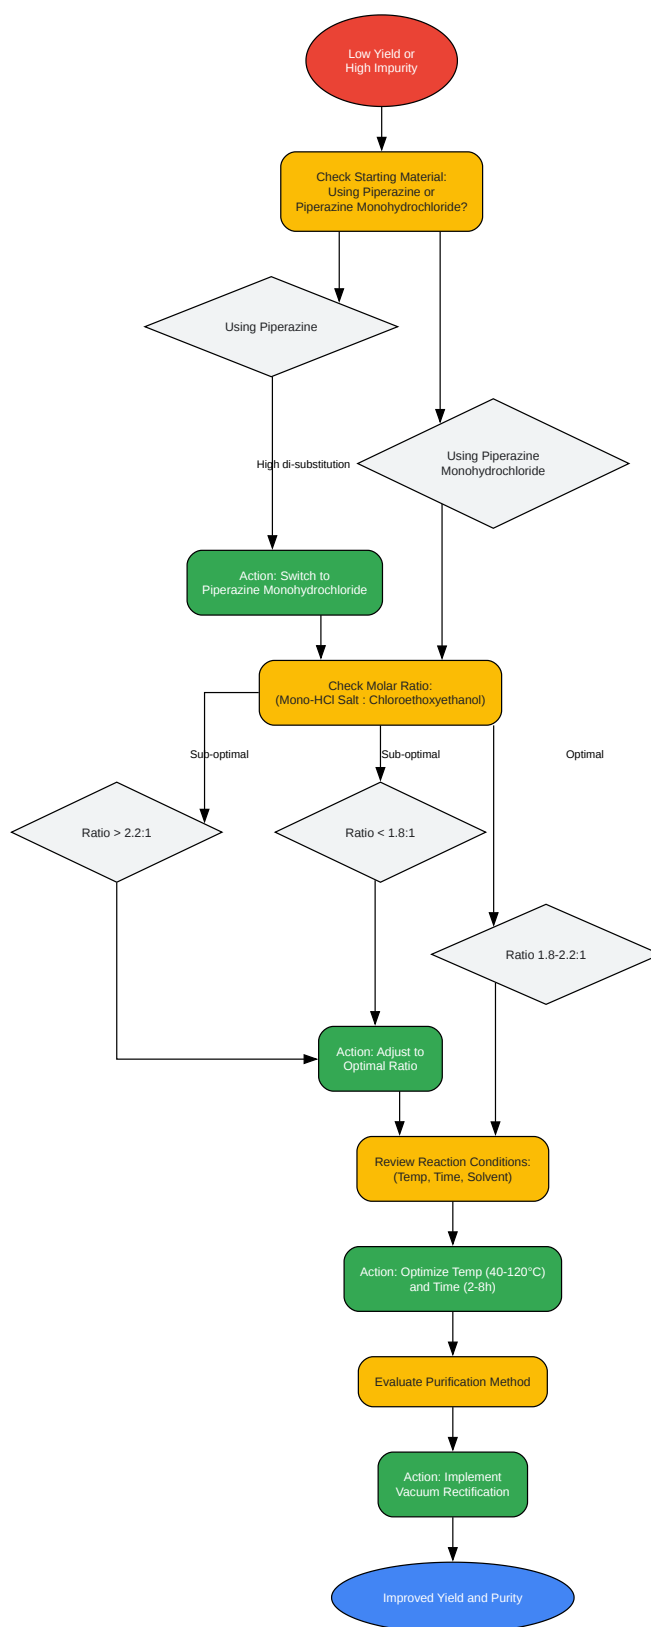 Low Yield or
High Impurity
Check Starting Material:
Using Piperazine or
Piperazine Monohydrochloride?
Using Piperazine
Using Piperazine
Monohydrochloride
High di-substitution
Action: Switch to
Piperazine Monohydrochloride
Check Molar Ratio:
(Mono-HCl Salt : Chloroethoxyethanol)
Sub-optimal
Sub-optimal
Optimal
Ratio > 2.2:1
Ratio < 1.8:1
Ratio 1.8-2.2:1
Action: Adjust to
Optimal Ratio
Review Reaction Conditions:
(Temp, Time, Solvent)
Action: Optimize Temp (40-120°C)
and Time (2-8h)
Evaluate Purification Method
Action: Implement
Vacuum Rectification
Improved Yield and Purity